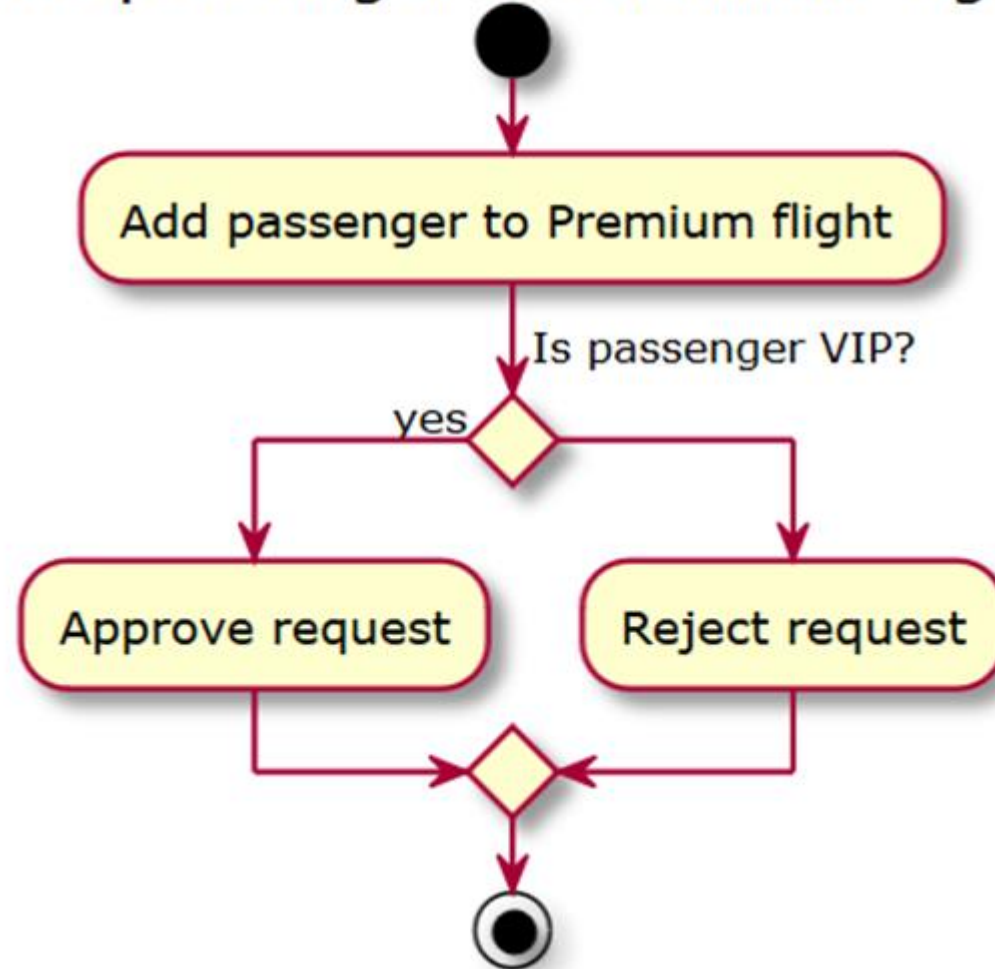 Add passenger to Premium flight
Is passenger VIP?
yes
Approve request
Reject request